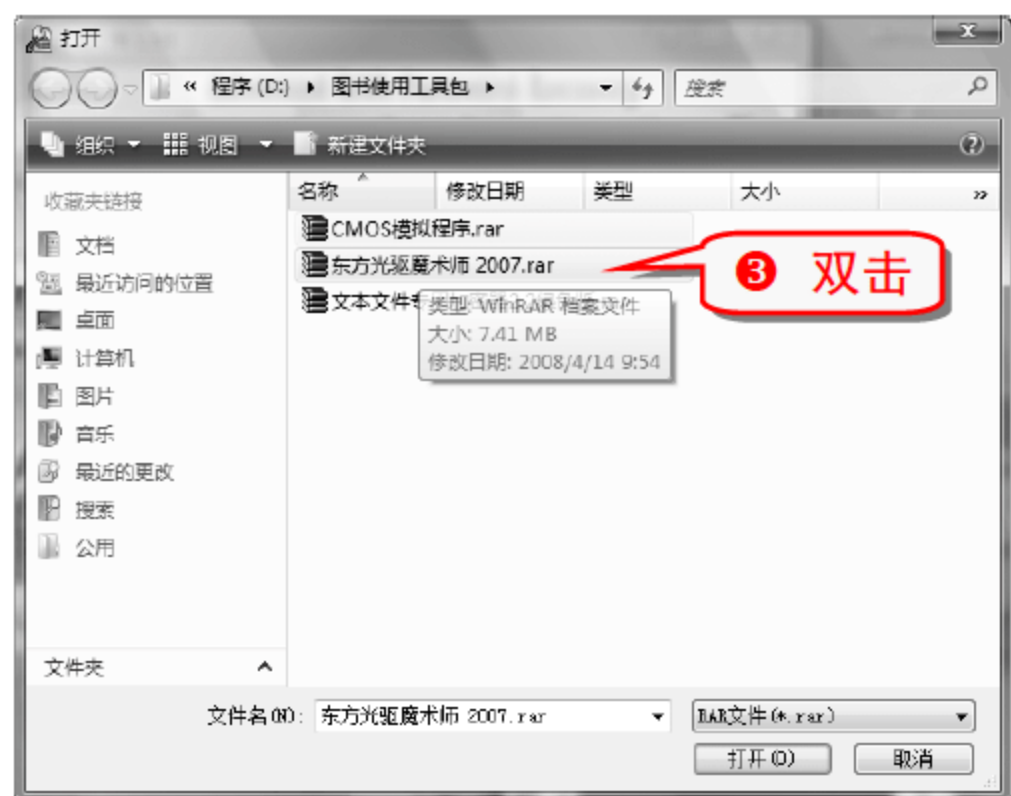 打开
x
« 程序 (D:) ▸ 图书使用工具包 ▸
搜索
组织 视图 新建文件夹
收藏夹链接
文档
最近访问的位置
桌面
计算机
图片
音乐
最近的更改
搜索
公用
文件夹
名称 修改日期 类型 大小 »
CMOS模拟程序.rar
东方光驱魔术师 2007.rar
文本文件
类型: WinRAR 档案文件
大小: 7.41 MB
修改日期: 2008/4/14 9:54
❸ 双击
文件名(N): 东方光驱魔术师 2007.rar RAR文件(*.rar)
打开(O) 取消